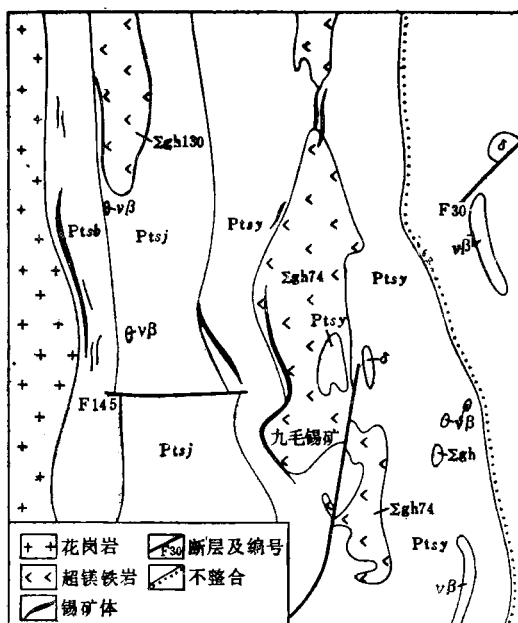 δ
Σgh130
F30
νβ
Ptsb
Ptsj
Ptsy
νβ
Σgh74
Ptsy
Ptsy
νβ
δ
F145
νβ
九毛锡矿
Σgh
Ptsj
Σgh74
Ptsy
νβ
花岗岩
F30 断层及编号
超镁铁岩
不整合
锡矿体